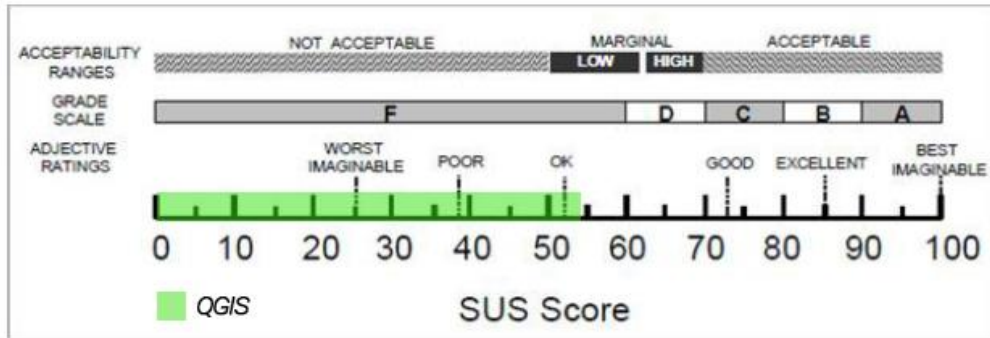 ACCEPTABILITY RANGES
NOT ACCEPTABLE
MARGINAL
ACCEPTABLE
LOW
HIGH
GRADE SCALE
F
D
C
B
A
ADJECTIVE RATINGS
WORST IMAGINABLE
POOR
OK
GOOD
EXCELLENT
BEST IMAGINABLE
0 10 20 30 40 50 60 70 80 90 100
QGIS
SUS Score